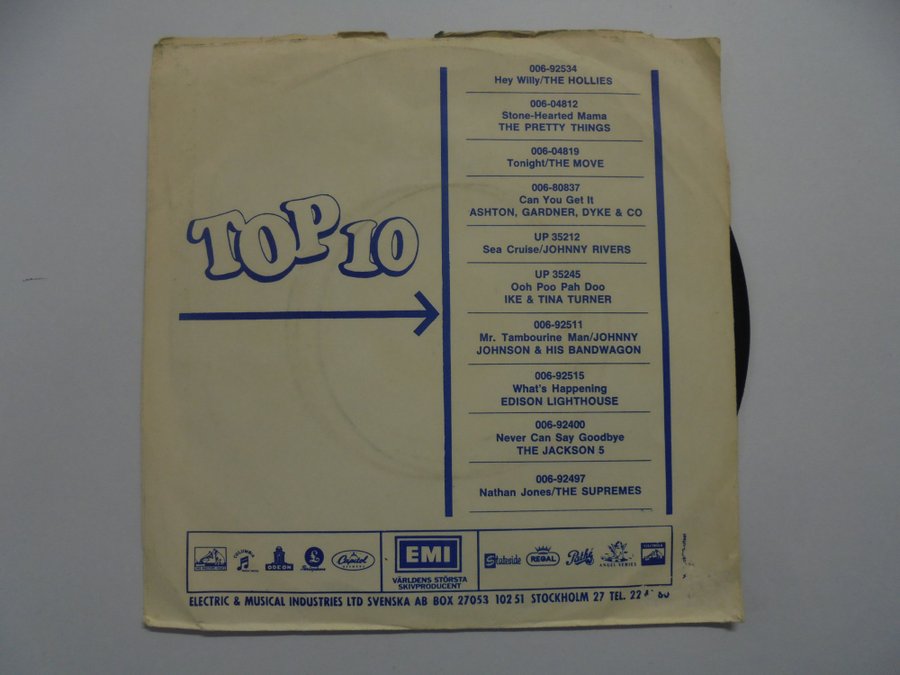 TOP 10
006-92534
Hey Willy/THE HOLLIES
006-04812
Stone-Hearted Mama
THE PRETTY THINGS
006-04819
Tonight/THE MOVE
006-80837
Can You Get It
ASHTON, GARDNER, DYKE & CO
UP 35212
Sea Cruise/JOHNNY RIVERS
UP 35245
Ooh Poo Pah Doo
IKE & TINA TURNER
006-92511
Mr. Tambourine Man/JOHNNY
JOHNSON & HIS BANDWAGON
006-92515
What's Happening
EDISON LIGHTHOUSE
006-92400
Never Can Say Goodbye
THE JACKSON 5
006-92497
Nathan Jones/THE SUPREMES
COLUMBIA
ODEON
Parlophone
Capitol
EMI
VÄRLDENS STÖRSTA
SKIVPRODUCENT
Stateside
REGAL
Pathé
ANGEL SERIES
ELECTRIC & MUSICAL INDUSTRIES LTD SVENSKA AB BOX 27053 102 51 STOCKHOLM 27 TEL. 22